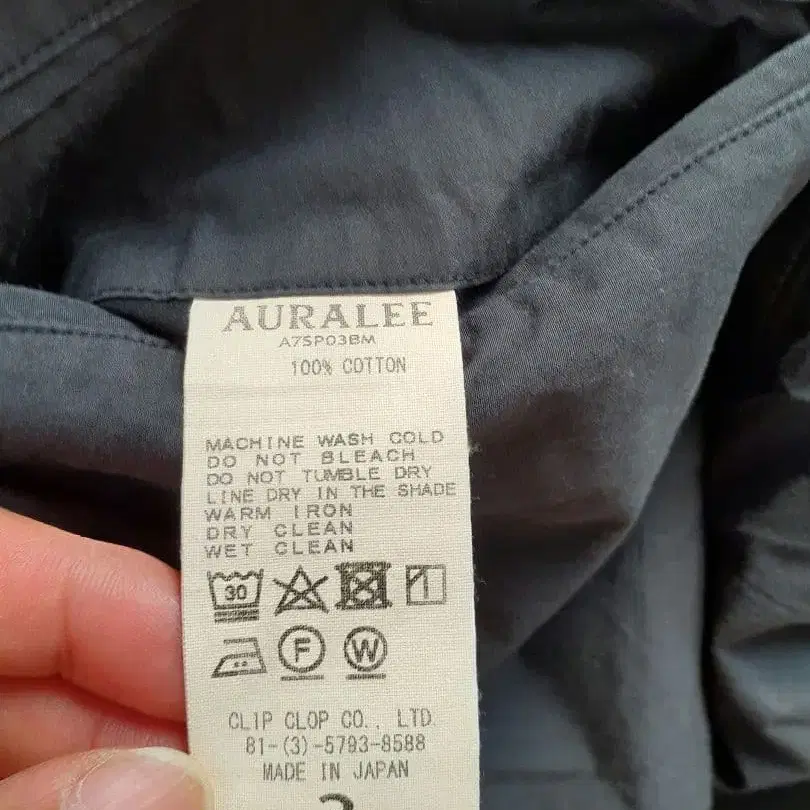 AURALEE
A7SP03BM
100% COTTON
MACHINE WASH COLD
DO NOT BLEACH
DO NOT TUMBLE DRY
LINE DRY IN THE SHADE
WARM IRON
DRY CLEAN
WET CLEAN
30
F W
CLIP CLOP CO., LTD.
81-(3)-5793-8588
MADE IN JAPAN